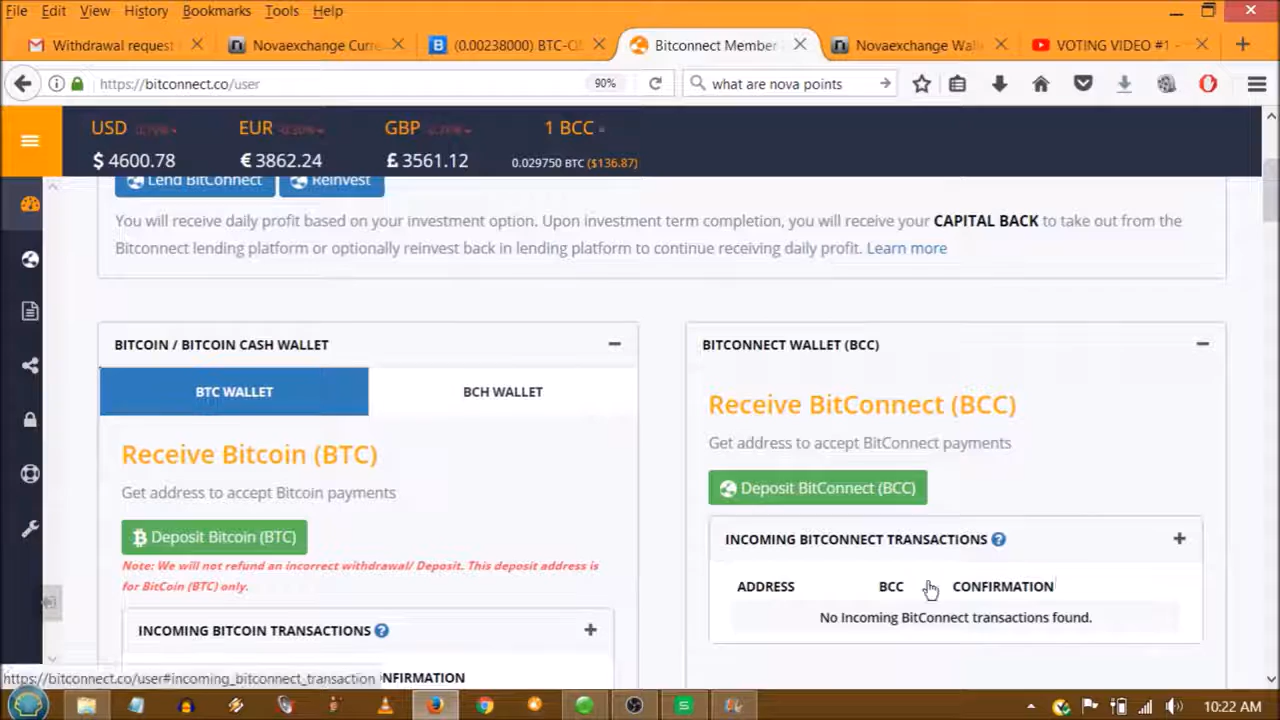 File Edit View History Bookmarks Tools Help
Withdrawal request
Novaexchange Curre
(0.00238000) BTC-
Bitconnect Member
Novaexchange Wal
VOTING VIDEO #1 -
https://bitconnect.co/user
90%
what are nova points
USD
EUR
GBP
1 BCC
$ 4600.78
€ 3862.24
£ 3561.12
0.029750 BTC ($136.87)
Lend BitConnect
Reinvest
You will receive daily profit based on your investment option. Upon investment term completion, you will receive your CAPITAL BACK to take out from the
Bitconnect lending platform or optionally reinvest back in lending platform to continue receiving daily profit. Learn more
BITCOIN / BITCOIN CASH WALLET
BTC WALLET
BCH WALLET
Receive Bitcoin (BTC)
Get address to accept Bitcoin payments
Deposit Bitcoin (BTC)
Note: We will not refund an incorrect withdrawal/ Deposit. This deposit address is
for BitCoin (BTC) only.
INCOMING BITCOIN TRANSACTIONS
NFIRMATION
BITCONNECT WALLET (BCC)
Receive BitConnect (BCC)
Get address to accept BitConnect payments
Deposit BitConnect (BCC)
INCOMING BITCONNECT TRANSACTIONS
ADDRESS BCC CONFIRMATION
No Incoming BitConnect transactions found.
https://bitconnect.co/user#incoming_bitconnect_transaction
10:22 AM